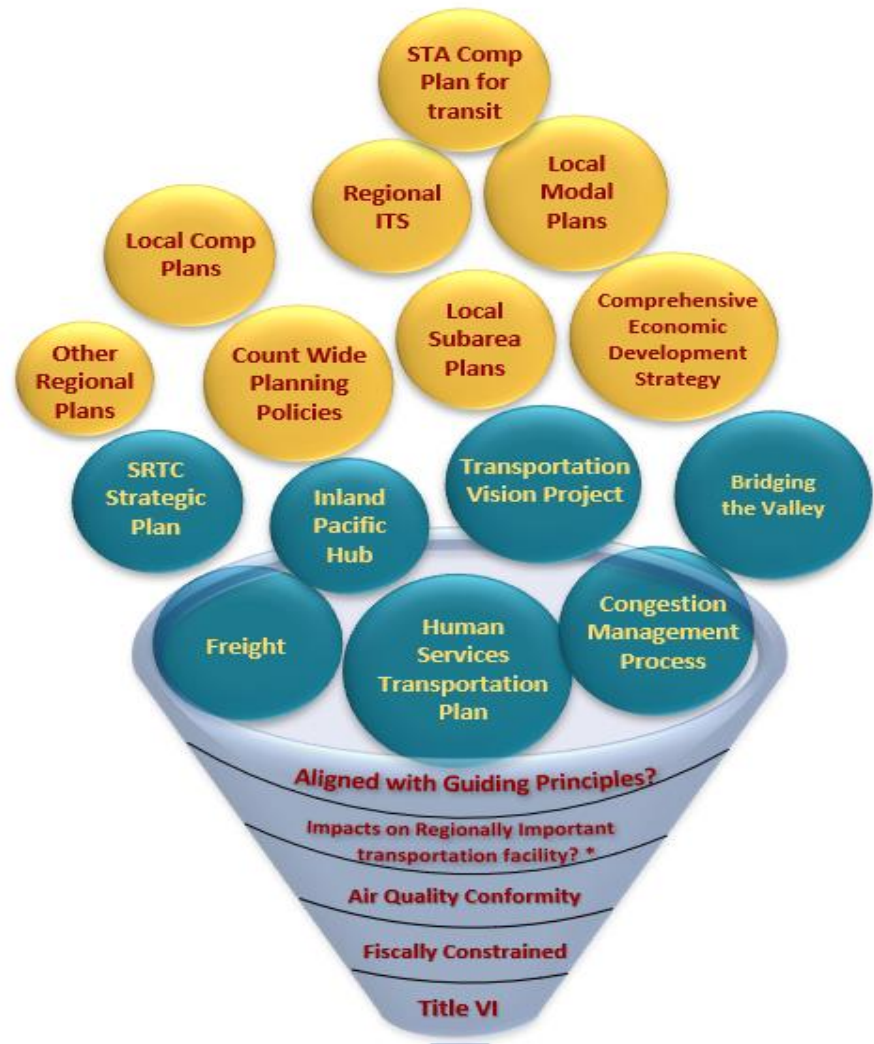 STA Comp
Plan for
transit
Regional
ITS
Local
Modal
Plans
Local Comp
Plans
Other
Regional
Plans
Count Wide
Planning
Policies
Local
Subarea
Plans
Comprehensive
Economic
Development
Strategy
SRTC
Strategic
Plan
Inland
Pacific
Hub
Transportation
Vision Project
Bridging
the Valley
Freight
Human
Services
Transportation
Plan
Congestion
Management
Process
Aligned with Guiding Principles?
Impacts on Regionally Important
transportation facility? *
Air Quality Conformity
Fiscally Constrained
Title VI